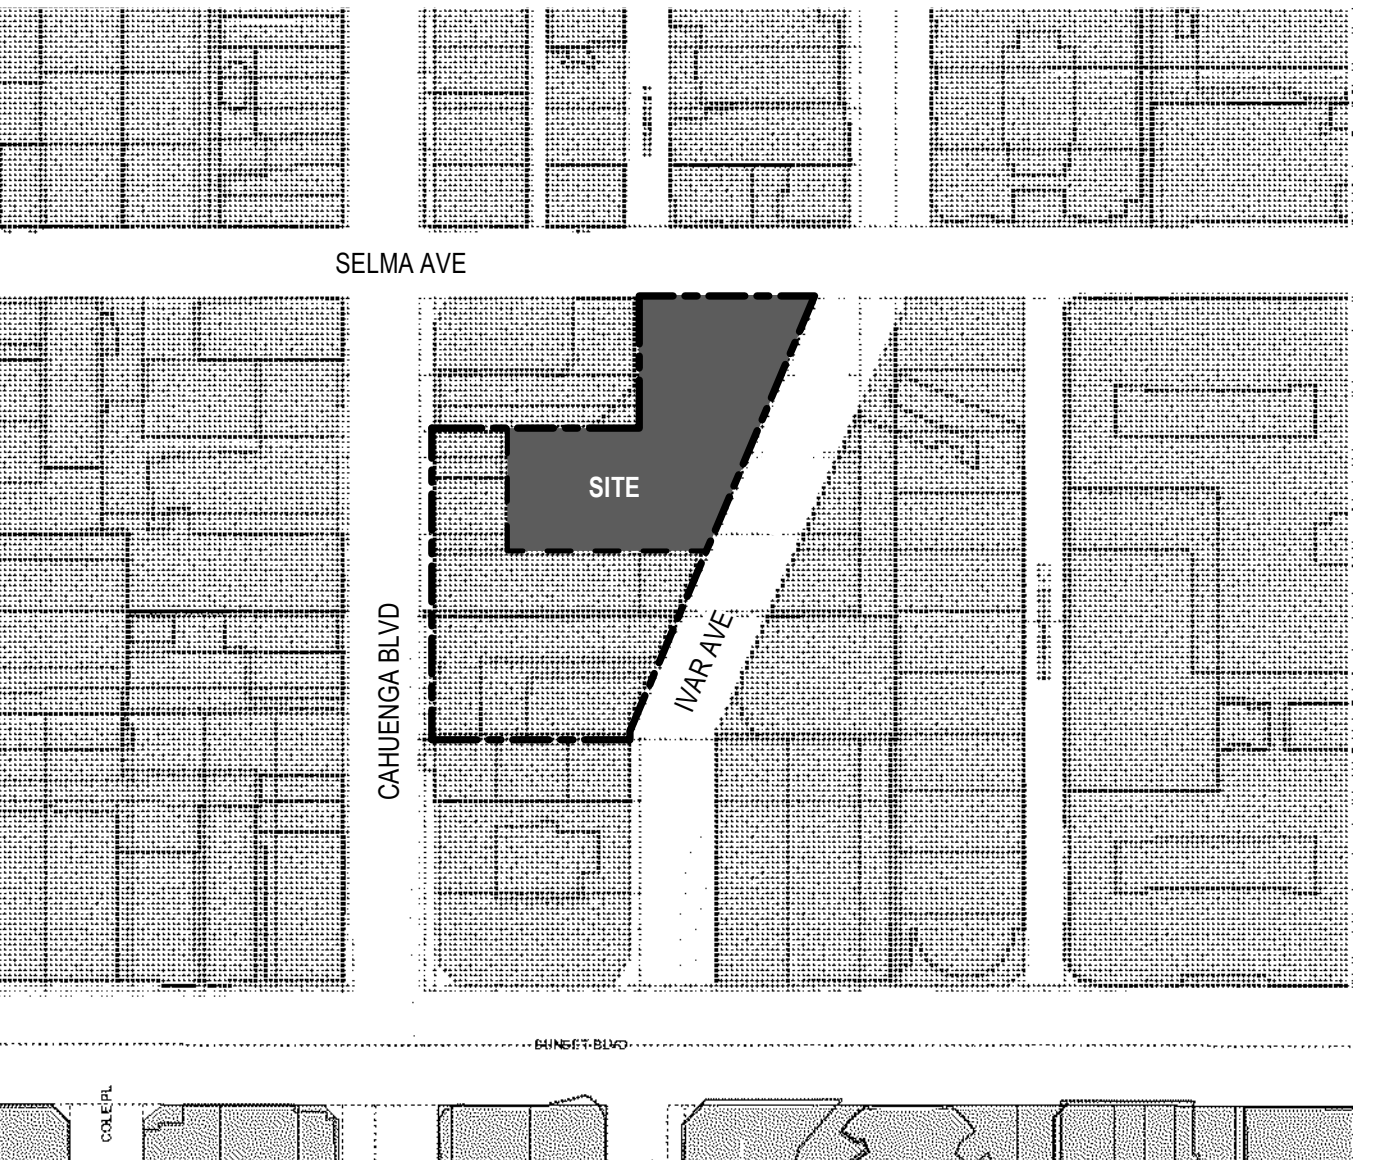 SELMA AVE
SITE
CAHUENGA BLVD
IVAR AVE
SUNSET BLVD
COLE PL